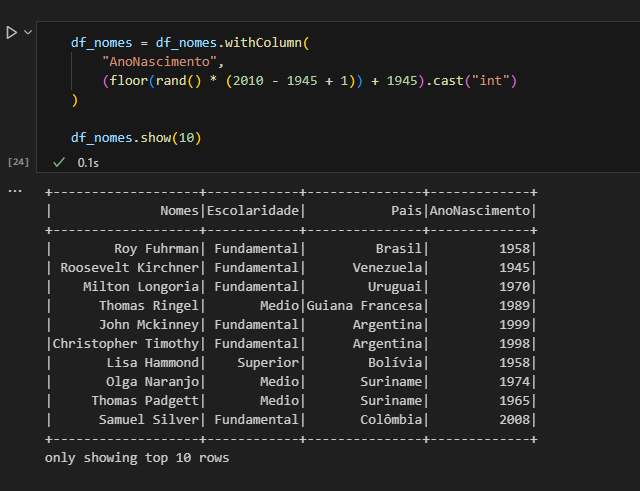 df_nomes = df_nomes.withColumn(
    "AnoNascimento",
    (floor(rand() * (2010 - 1945 + 1)) + 1945).cast("int")
)
df_nomes.show(10)
[24] 0.1s
...
+-------------------+------------+---------------+-------------+
|              Nomes|Escolaridade|           Pais|AnoNascimento|
+-------------------+------------+---------------+-------------+
|        Roy Fuhrman| Fundamental|         Brasil|         1958|
| Roosevelt Kirchner| Fundamental|      Venezuela|         1945|
|    Milton Longoria| Fundamental|        Uruguai|         1970|
|      Thomas Ringel|       Medio|Guiana Francesa|         1989|
|      John Mckinney| Fundamental|      Argentina|         1999|
|Christopher Timothy| Fundamental|      Argentina|         1998|
|       Lisa Hammond|    Superior|        Bolívia|         1958|
|       Olga Naranjo|       Medio|       Suriname|         1974|
|     Thomas Padgett|       Medio|       Suriname|         1965|
|      Samuel Silver| Fundamental|       Colômbia|         2008|
+-------------------+------------+---------------+-------------+
only showing top 10 rows